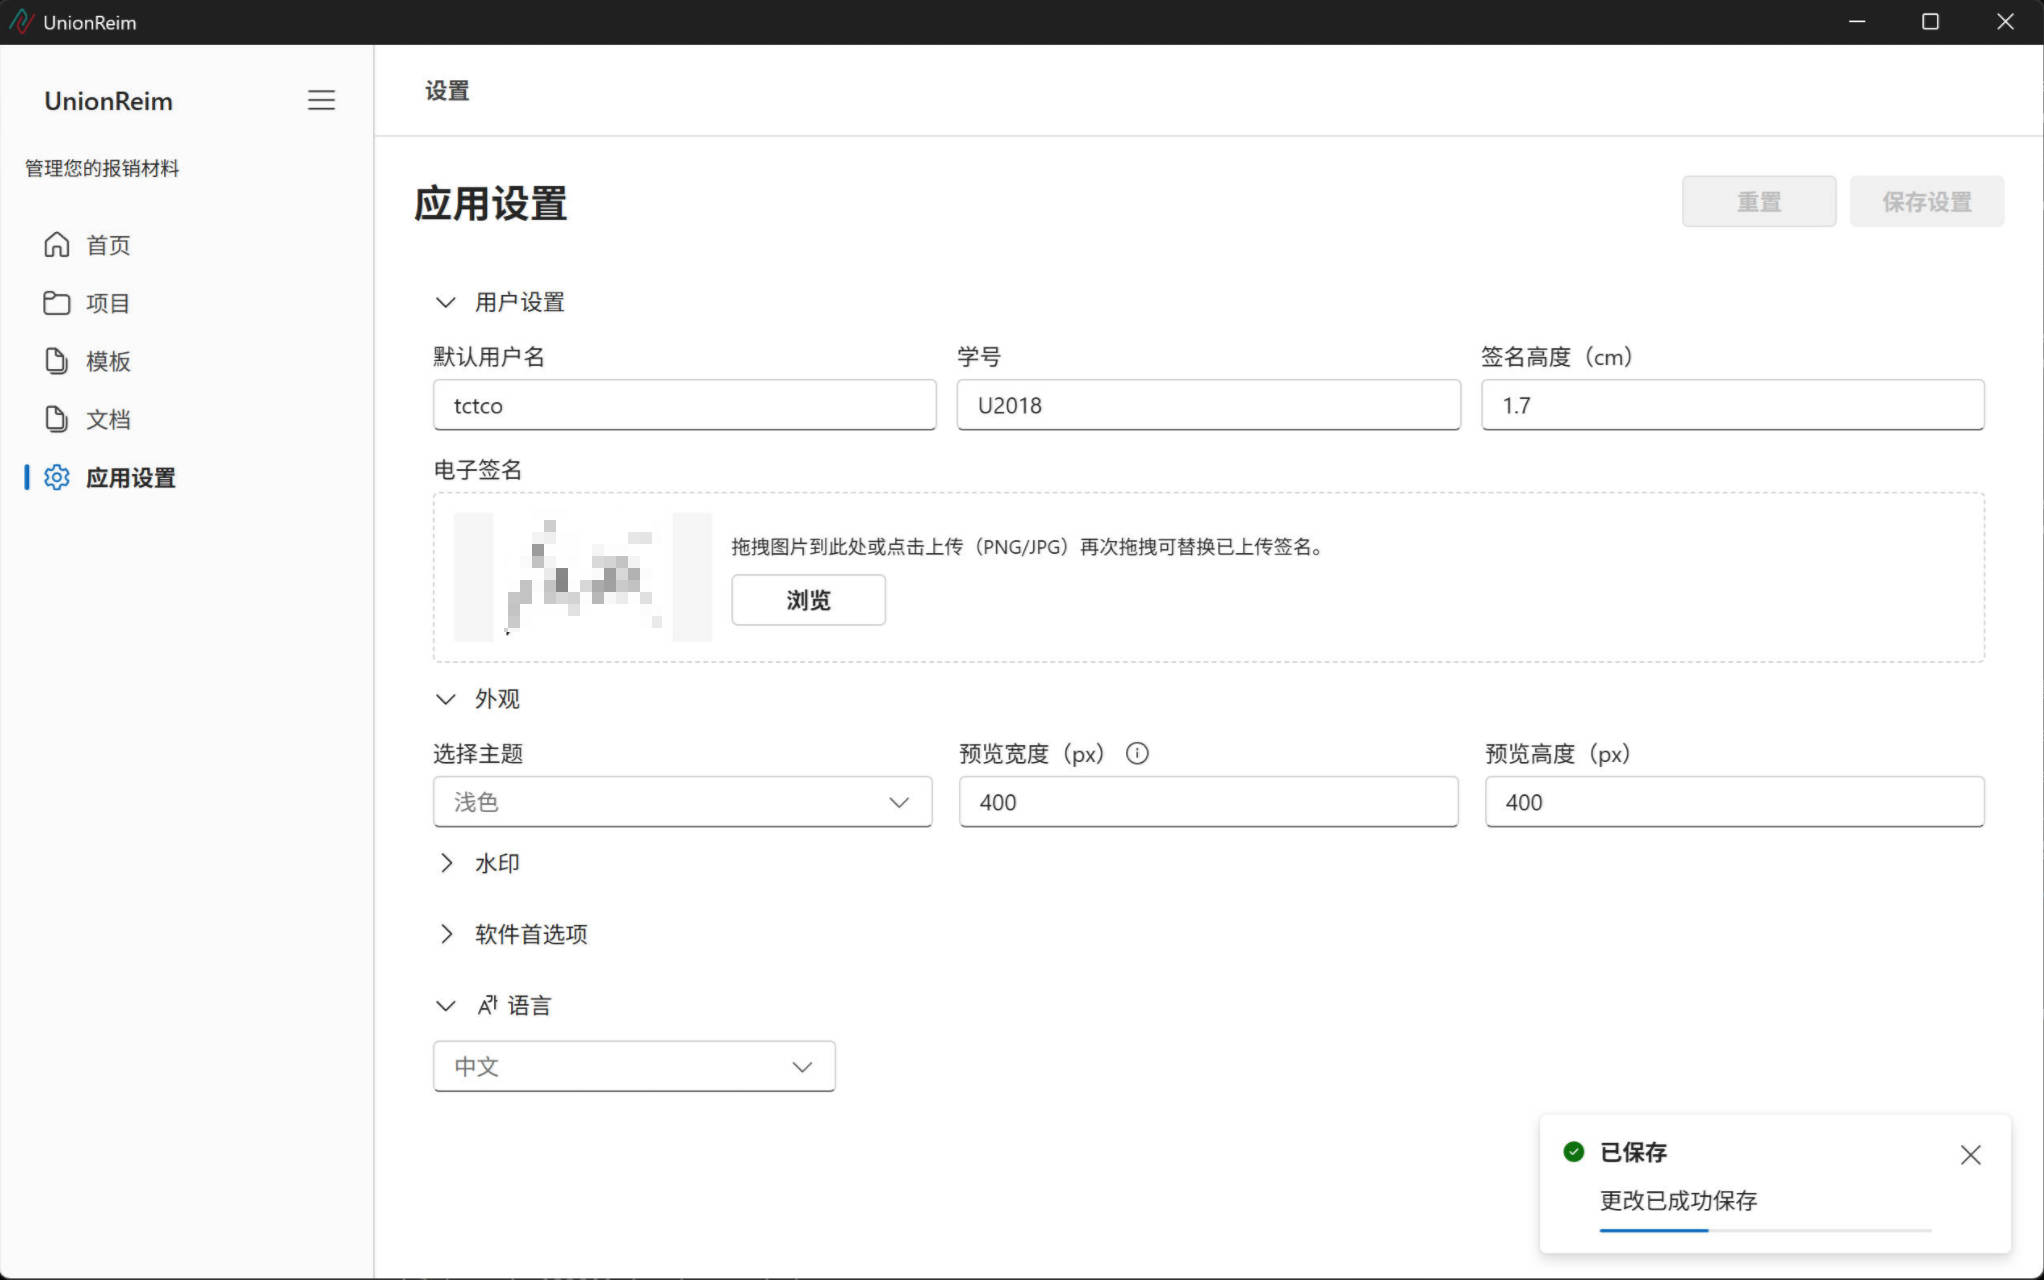 UnionReim
UnionReim
管理您的报销材料
首页
项目
模板
文档
应用设置
设置
应用设置
重置
保存设置
用户设置
默认用户名
学号
签名高度（cm）
tctco
U2018
1.7
电子签名
拖拽图片到此处或点击上传（PNG/JPG）再次拖拽可替换已上传签名。
浏览
外观
选择主题
预览宽度（px）
预览高度（px）
浅色
400
400
水印
软件首选项
语言
中文
已保存
更改已成功保存